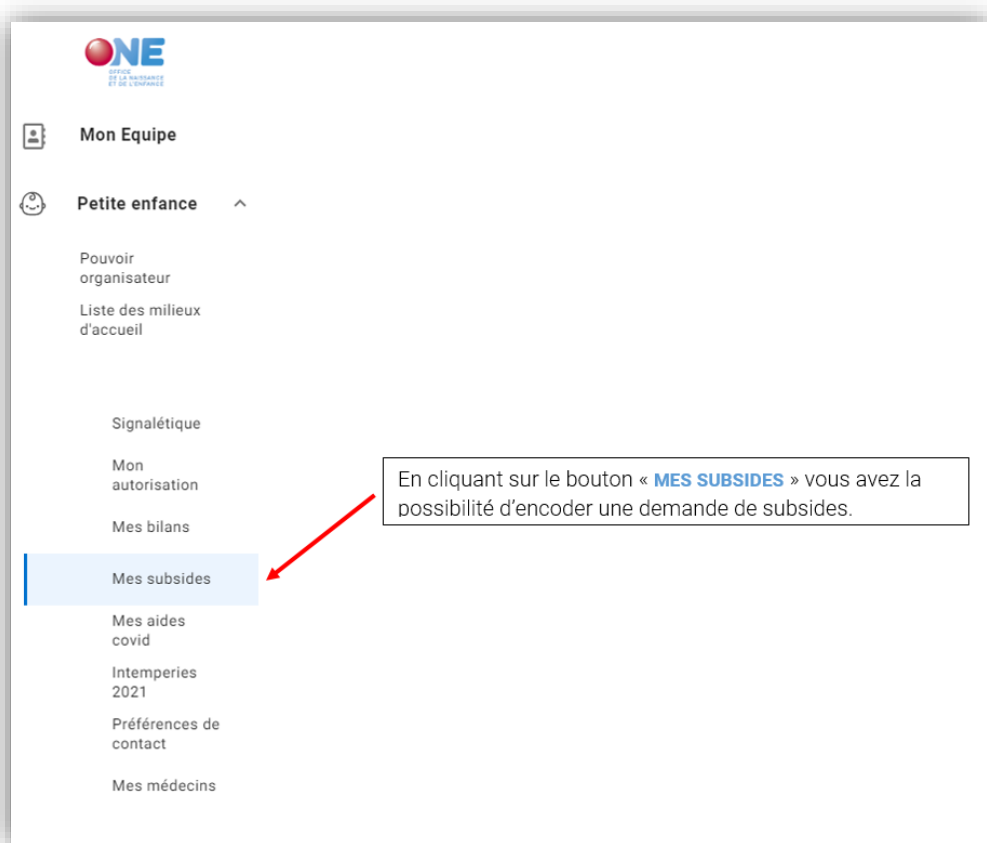 ONE
OFFICE
DE LA NAISSANCE
ET DE L'ENFANCE
Mon Equipe
Petite enfance
Pouvoir
organisateur
Liste des milieux
d'accueil
Signalétique
Mon
autorisation
Mes bilans
Mes subsides
Mes aides
covid
Intemperies
2021
Préférences de
contact
Mes médecins
En cliquant sur le bouton « MES SUBSIDES » vous avez la
possibilité d’encoder une demande de subsides.